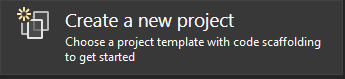 Create a new project
Choose a project template with code scaffolding
to get started